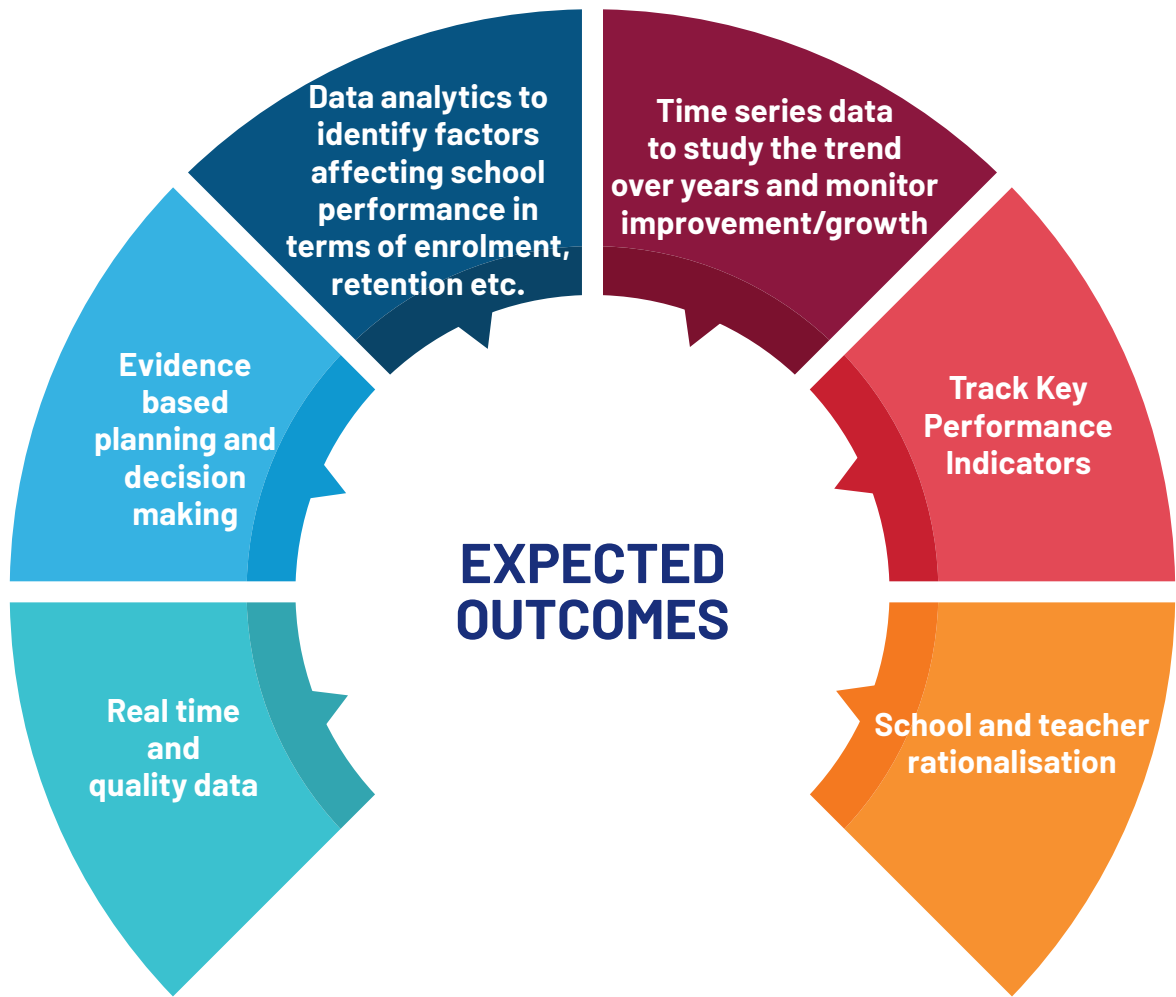 Data analytics to
identify factors
affecting school
performance in
terms of enrolment,
retention etc.
Time series data
to study the trend
over years and monitor
improvement/growth
Evidence
based
planning and
decision
making
Track Key
Performance
Indicators
EXPECTED
OUTCOMES
Real time
and
quality data
School and teacher
rationalisation